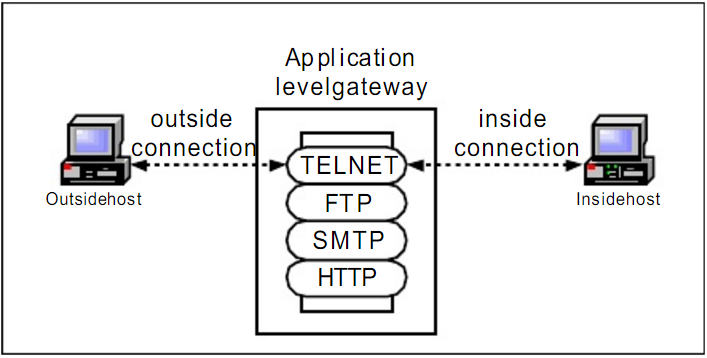 Application
levelgateway
outside
connection
inside
connection
TELNET
FTP
SMTP
HTTP
Outsidehost
Insidehost